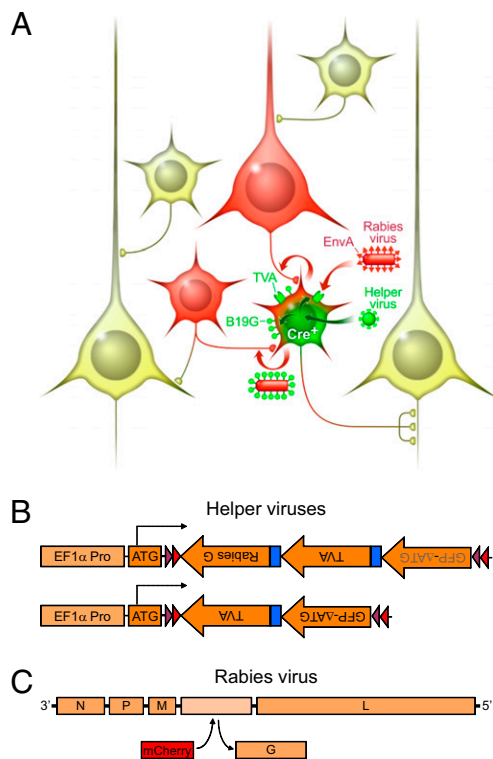 A
Rabies virus
EnvA
TVA
Helper virus
B19G
Cre+
B
Helper viruses
EF1α Pro ATG Rabies G TVA GFP-ΔATG
EF1α Pro ATG TVA GFP-ΔATG
C
Rabies virus
3' N P M L 5'
mCherry G